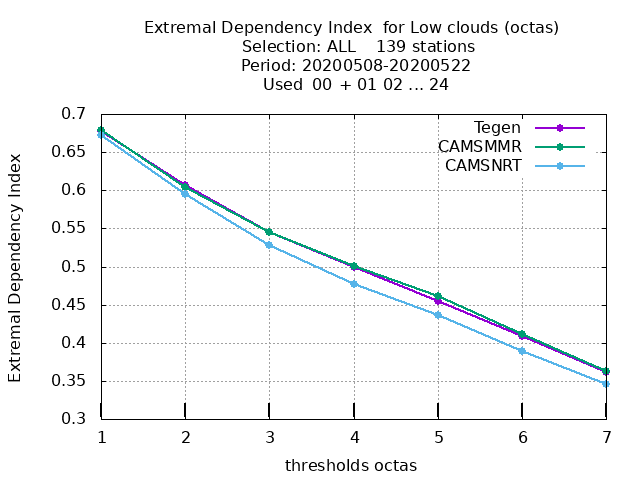 Extremal Dependency Index  for Low clouds (octas)
Selection: ALL    139 stations
Period: 20200508-20200522
Used  00 + 01 02 ... 24
Tegen
CAMSMMR
CAMSNRT
Extremal Dependency Index
0.7
0.65
0.6
0.55
0.5
0.45
0.4
0.35
0.3
1 2 3 4 5 6 7
thresholds octas